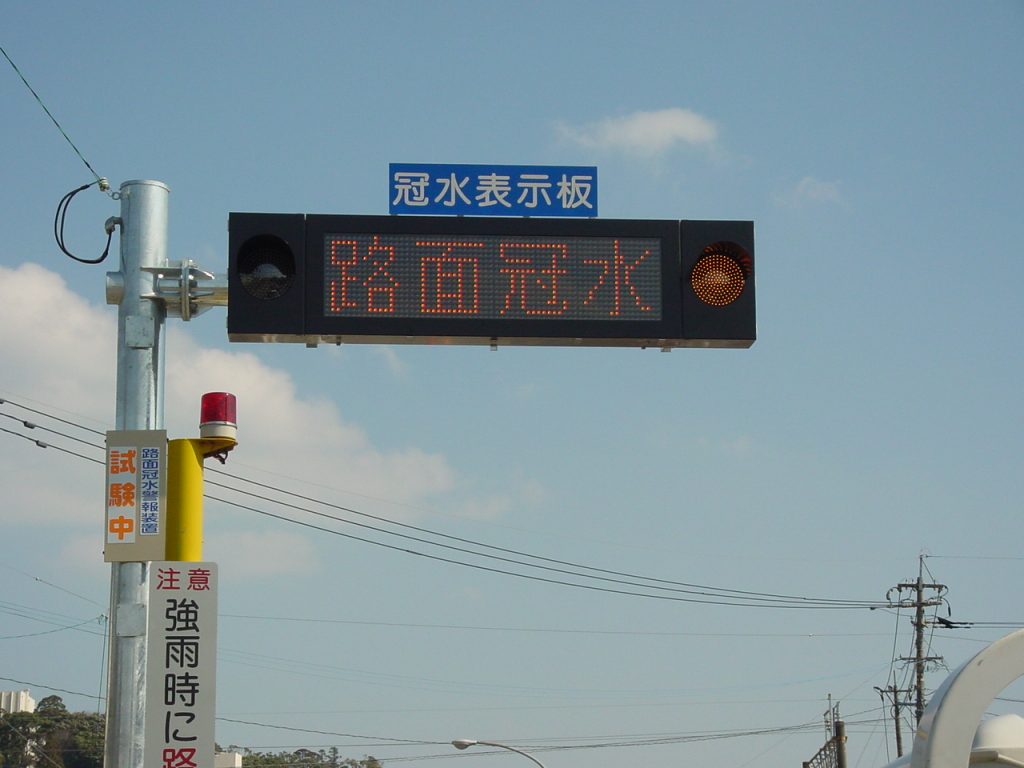 冠水表示板
路面冠水
試験中
路面冠水警報装置
注意
強雨時に路